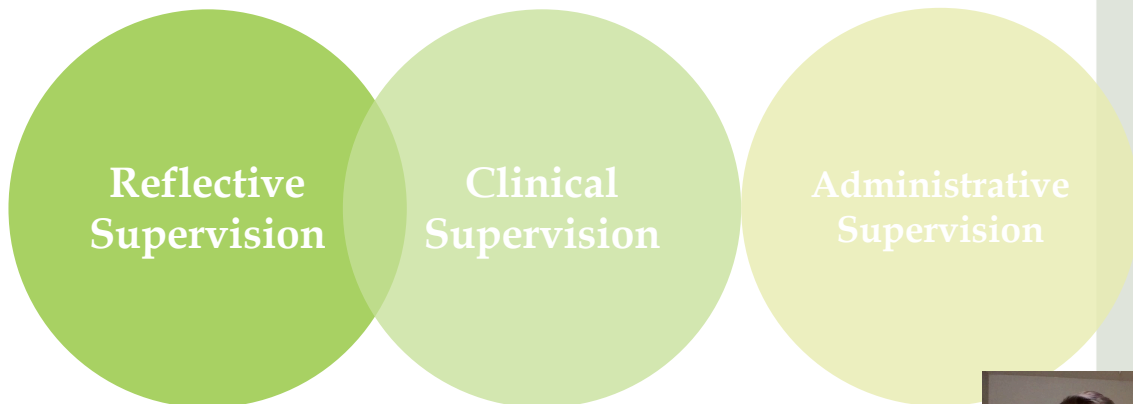 Reflective
Supervision
Clinical
Supervision
Administrative
Supervision